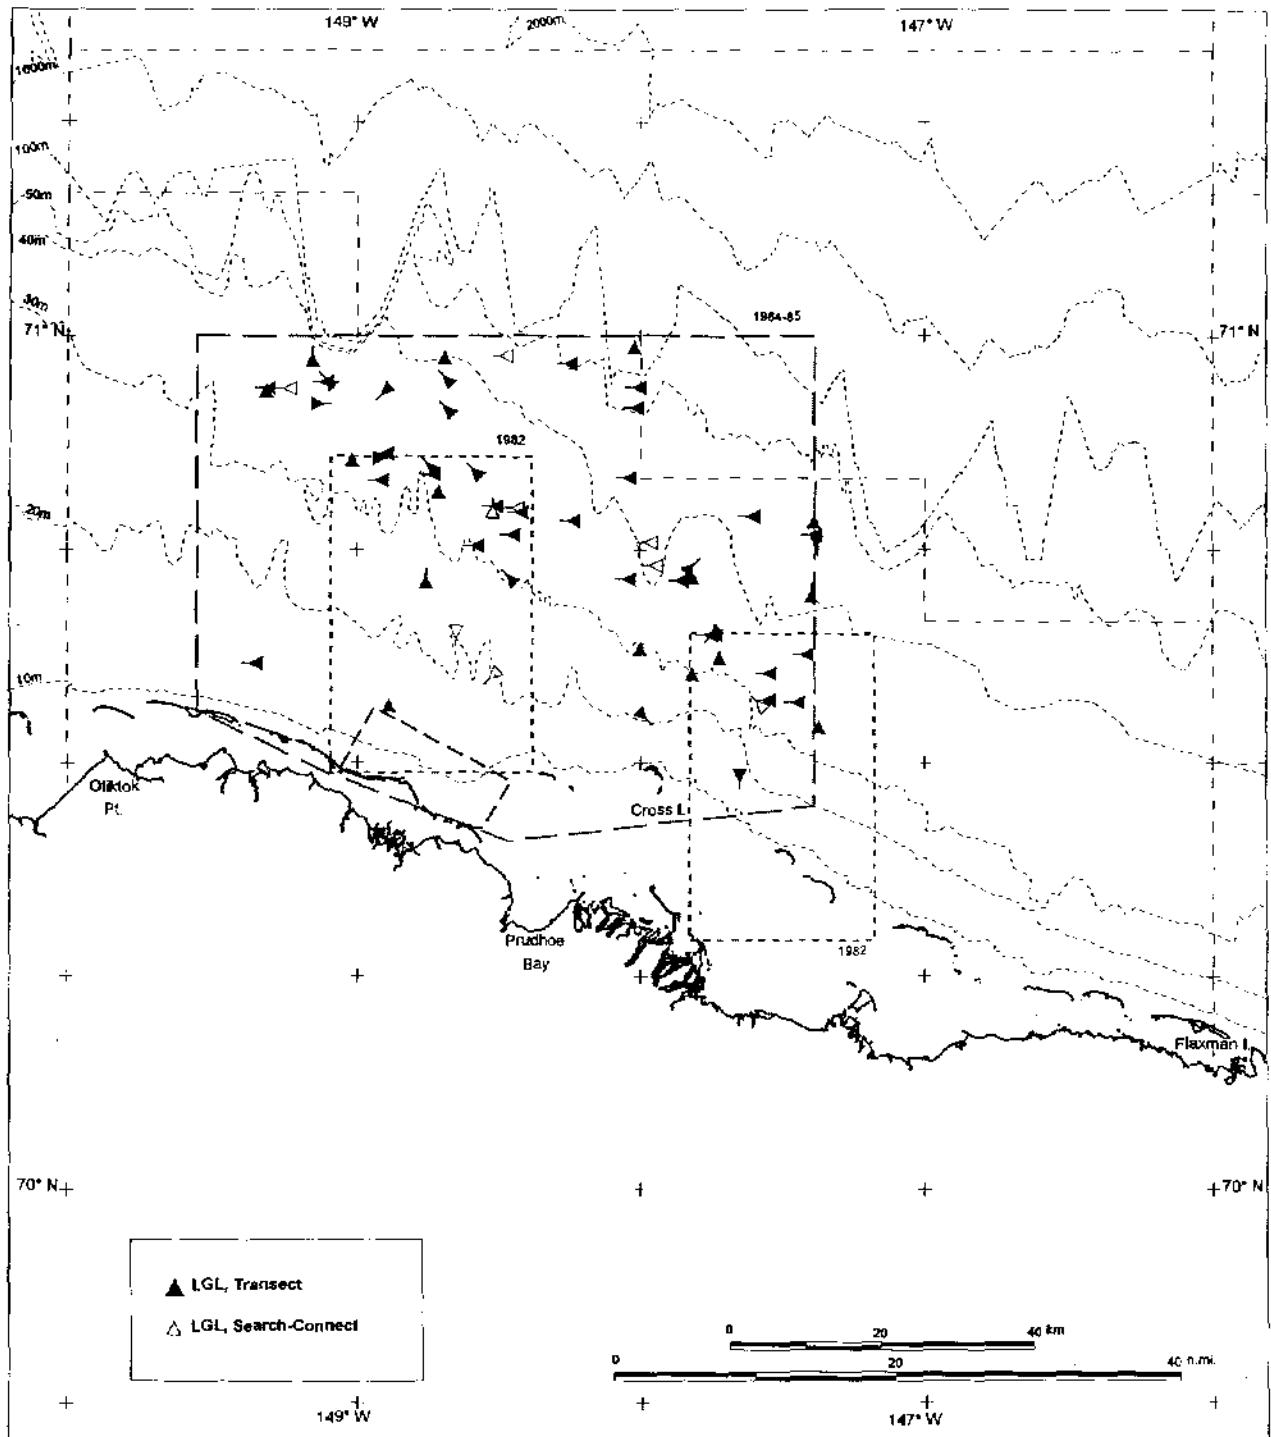 149° W
2000m.
147° W
1000m.
100m
50m
40m
30m
71° N
1984-85
71° N
1982
20m
10m
Oliktok
Pt.
Cross I.
Prudhoe
Bay
1982
Flaxman I.
70° N
70° N
LGL, Transect
LGL, Search-Connect
0 20 40 km
0 20 40 n.mi.
149° W
147° W